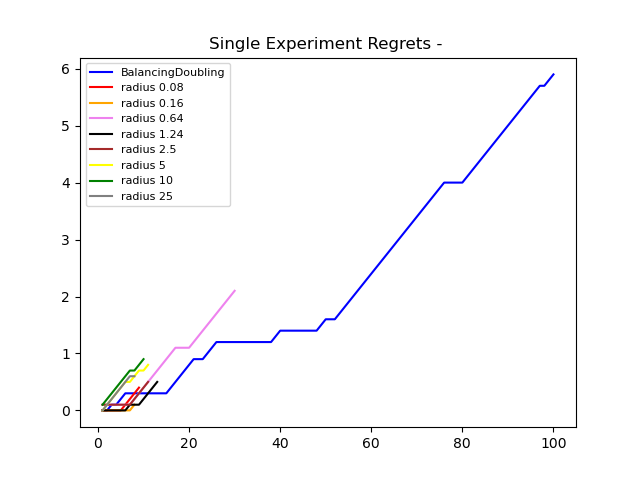 Single Experiment Regrets -
6
5
4
3
2
1
0
BalancingDoubling
radius 0.08
radius 0.16
radius 0.64
radius 1.24
radius 2.5
radius 5
radius 10
radius 25
0 20 40 60 80 100